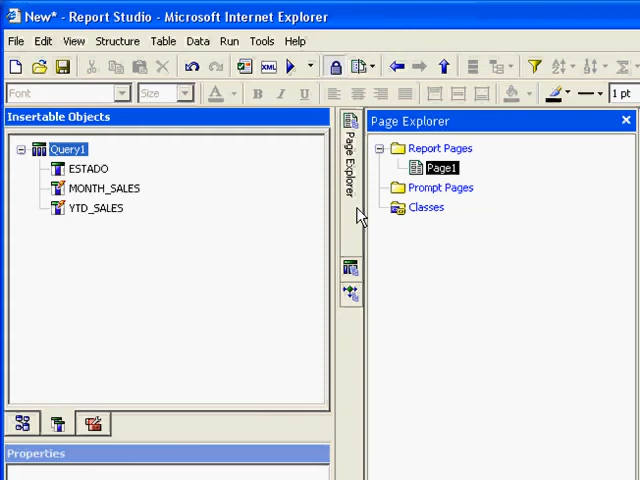 New* - Report Studio - Microsoft Internet Explorer
File Edit View Structure Table Data Run Tools Help
XML
Font Size A B I U 1 pt
Insertable Objects
Query1
ESTADO
MONTH_SALES
YTD_SALES
Properties
Page Explorer
Page Explorer
Report Pages
Page1
Prompt Pages
Classes